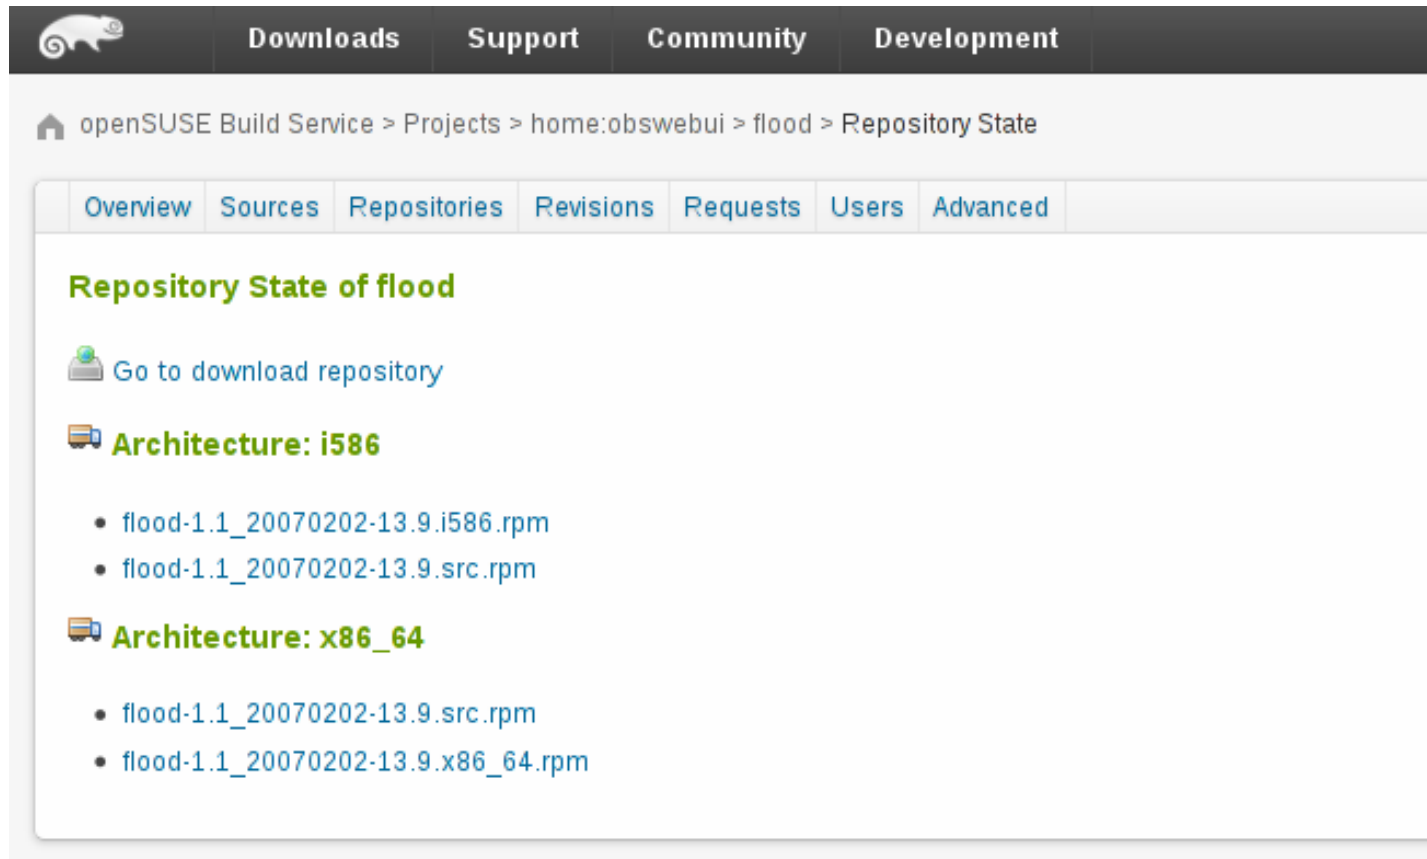 Downloads Support Community Development
openSUSE Build Service > Projects > home:obswebui > flood > Repository State
Overview Sources Repositories Revisions Requests Users Advanced
Repository State of flood
Go to download repository
Architecture: i586
• flood-1.1_20070202-13.9.i586.rpm
• flood-1.1_20070202-13.9.src.rpm
Architecture: x86_64
• flood-1.1_20070202-13.9.src.rpm
• flood-1.1_20070202-13.9.x86_64.rpm